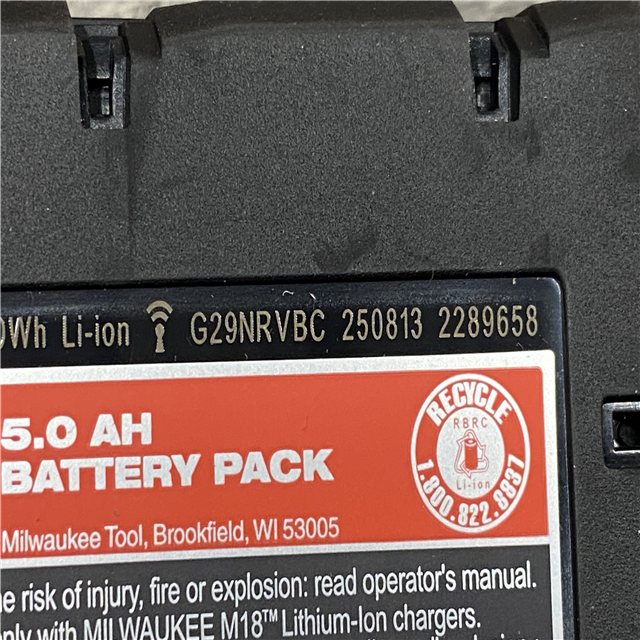 Wh Li-ion G29NRVBC 250813 2289658
5.0 AH
BATTERY PACK
Milwaukee Tool, Brookfield, WI 53005
RECYCLE
RBRC
Li-ion
1.800.822.8837
risk of injury, fire or explosion: read operator's manual.
with MILWAUKEE M18™ Lithium-Ion chargers.